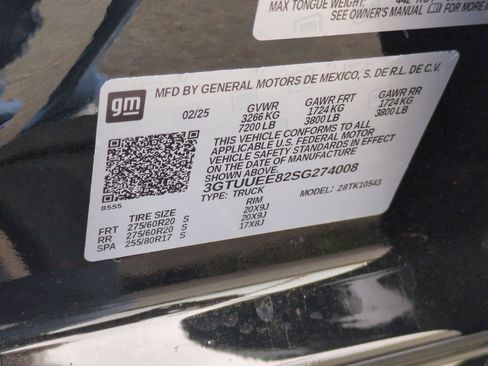 MAX TONGUE WEIGHT:
SEE OWNER'S MANUAL FOR MORE
gm
MFD BY GENERAL MOTORS DE MEXICO, S. DE R.L. DE C.V.
02/25 GVWR GAWR FRT GAWR RR
3266 KG 1724 KG 1724 KG
7200 LB 3800 LB 3800 LB
THIS VEHICLE CONFORMS TO ALL
APPLICABLE U.S. FEDERAL MOTOR
VEHICLE SAFETY STANDARDS IN EFFECT
ON THE DATE OF MANUFACTURE
3GTUUEE82SG274008
8555
TYPE: TRUCK MODEL: 28TK10543
TIRE SIZE RIM
FRT 275/60R20 S 20X9J
RR 275/60R20 S 20X9J
SPA 255/80R17 S 17X8J